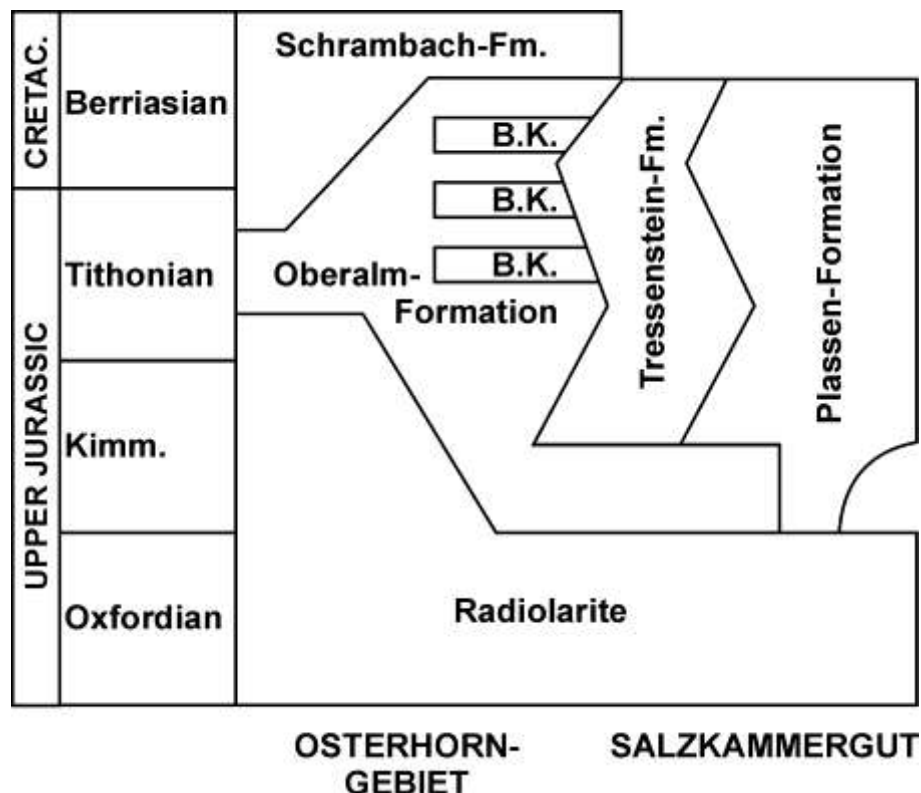 CRETAC.
UPPER JURASSIC
Berriasian
Tithonian
Kimm.
Oxfordian
Schrambach-Fm.
B.K.
B.K.
B.K.
Oberalm-
Formation
Tressenstein-Fm.
Plassen-Formation
Radiolarite
OSTERHORN-
GEBIET
SALZKAMMERGUT